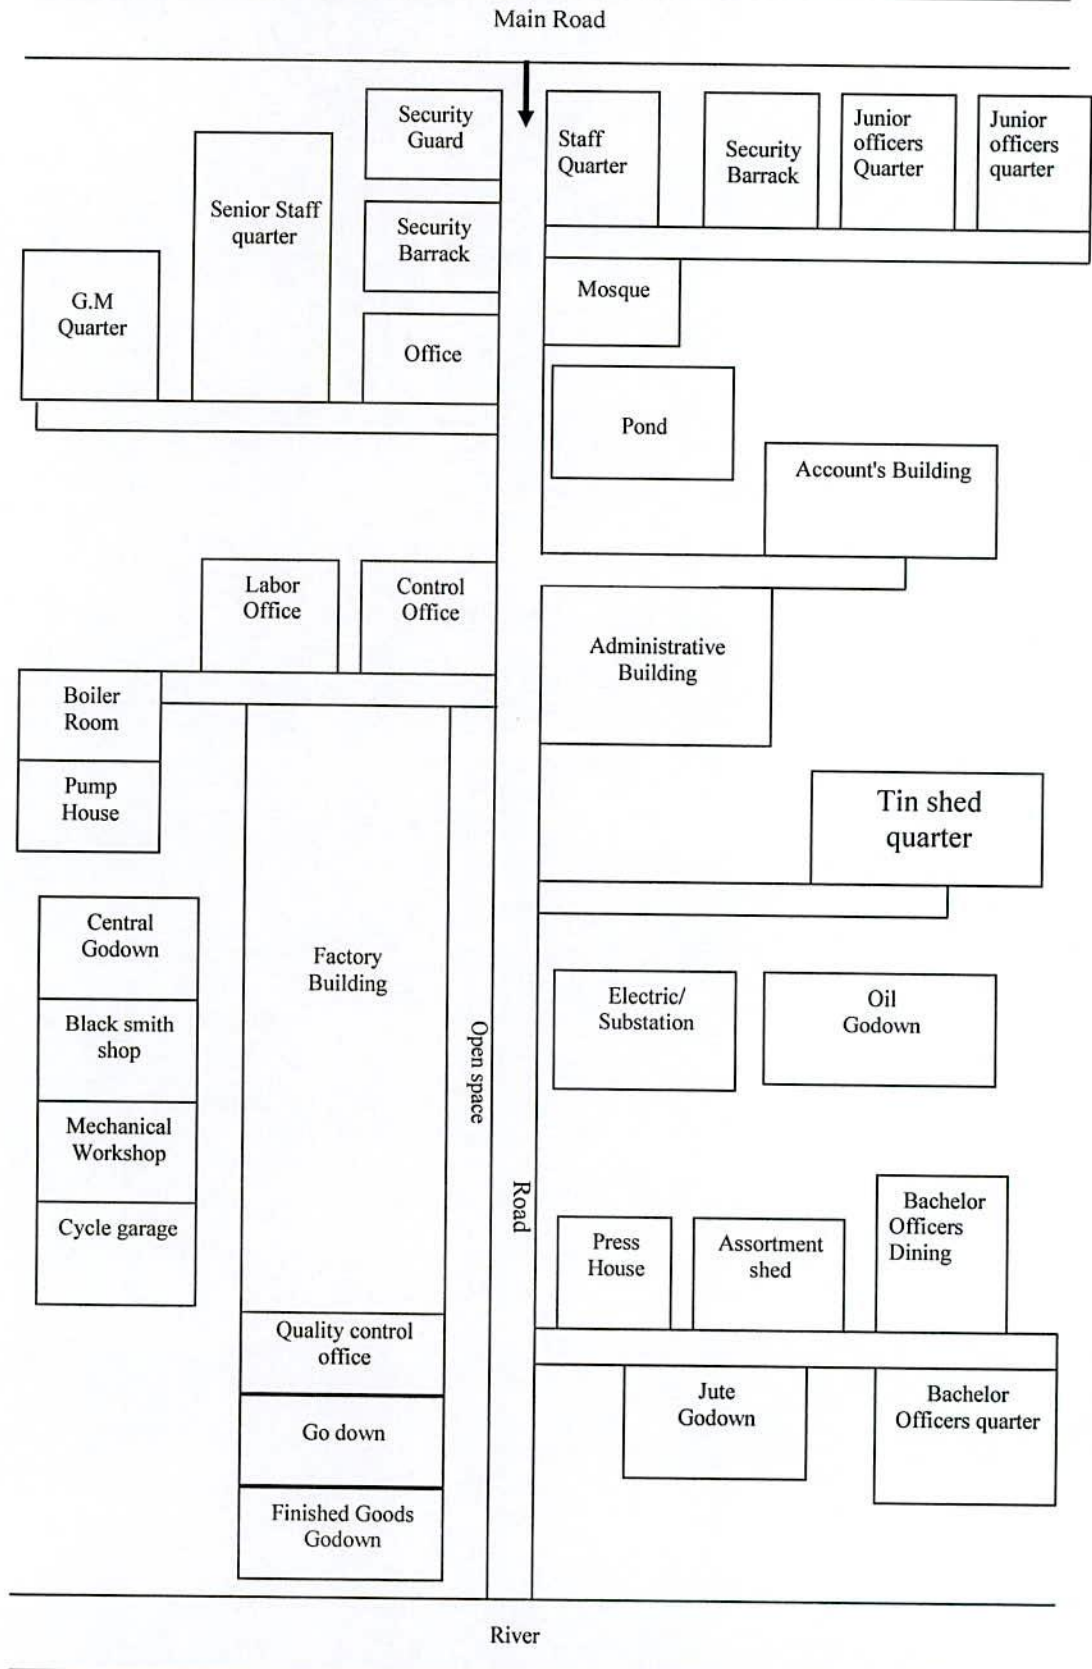 Main Road
Security
Guard
Staff
Quarter
Security
Barrack
Junior
officers
Quarter
Junior
officers
quarter
Senior Staff
quarter
Security
Barrack
G.M
Quarter
Office
Mosque
Pond
Account's Building
Labor
Office
Control
Office
Administrative
Building
Boiler
Room
Pump
House
Tin shed
quarter
Central
Godown
Black smith
shop
Mechanical
Workshop
Cycle garage
Factory
Building
Open space
Road
Electric/
Substation
Oil
Godown
Press
House
Assortment
shed
Bachelor
Officers
Dining
Quality control
office
Go down
Finished Goods
Godown
Jute
Godown
Bachelor
Officers quarter
River